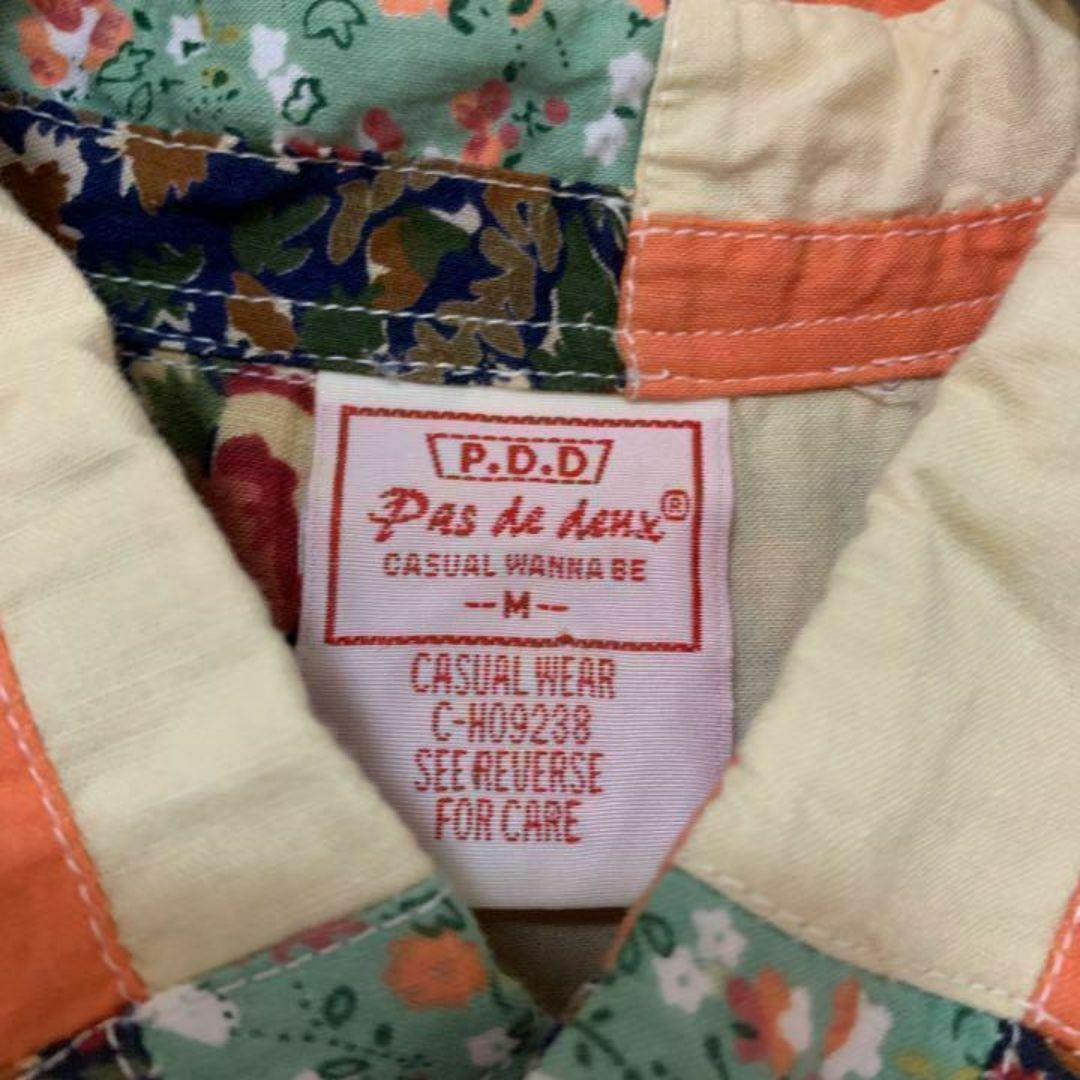 P.D.D
Pas de deux®
CASUAL WANNA BE
--M--
CASUAL WEAR
C-H09238
SEE REVERSE
FOR CARE